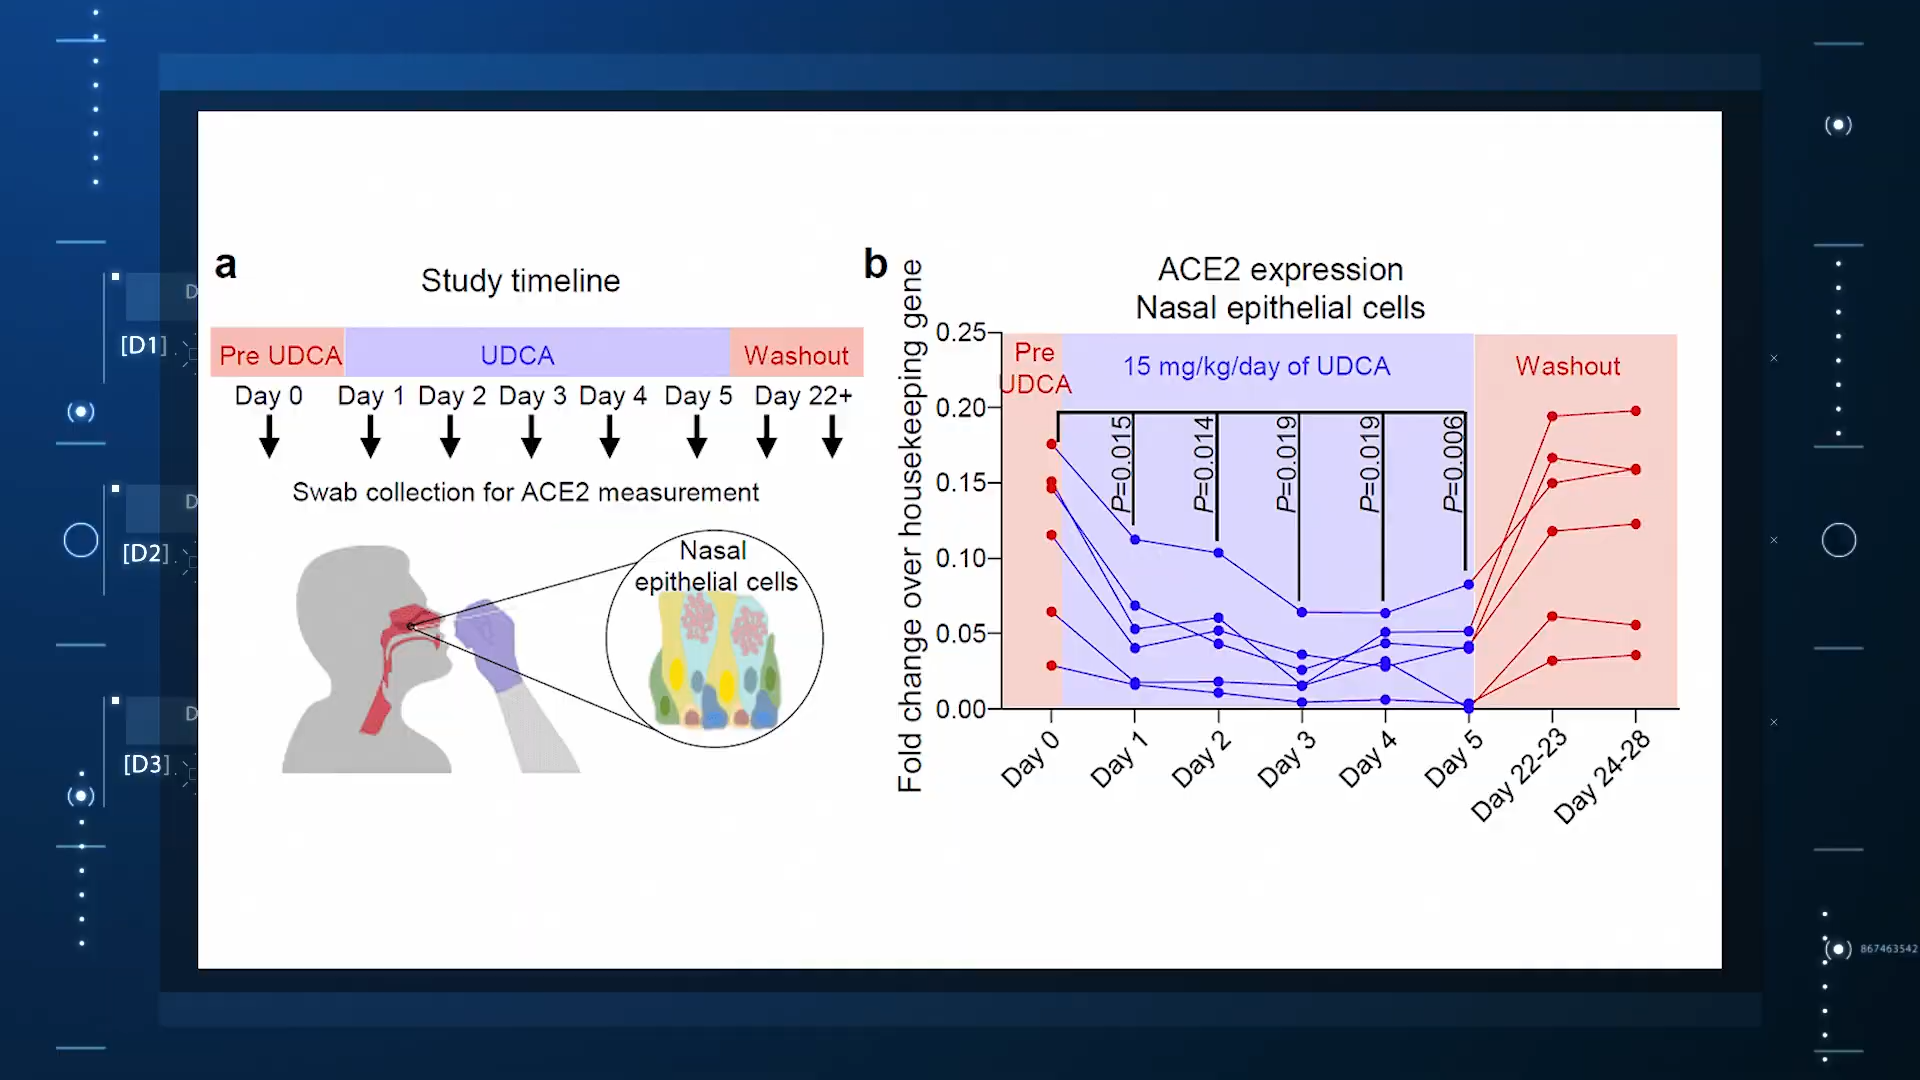 a
Study timeline
Pre UDCA
UDCA
Washout
Day 0
Day 1
Day 2
Day 3
Day 4
Day 5
Day 22+
Swab collection for ACE2 measurement
Nasal
epithelial cells
b
ACE2 expression
Nasal epithelial cells
Fold change over housekeeping gene
0.25
0.20
0.15
0.10
0.05
0.00
Pre
UDCA
15 mg/kg/day of UDCA
Washout
P=0.015
P=0.014
P=0.019
P=0.019
P=0.006
Day 0
Day 1
Day 2
Day 3
Day 4
Day 5
Day 22-23
Day 24-28
D
[D1]
D
[D2]
D
[D3]
867463542